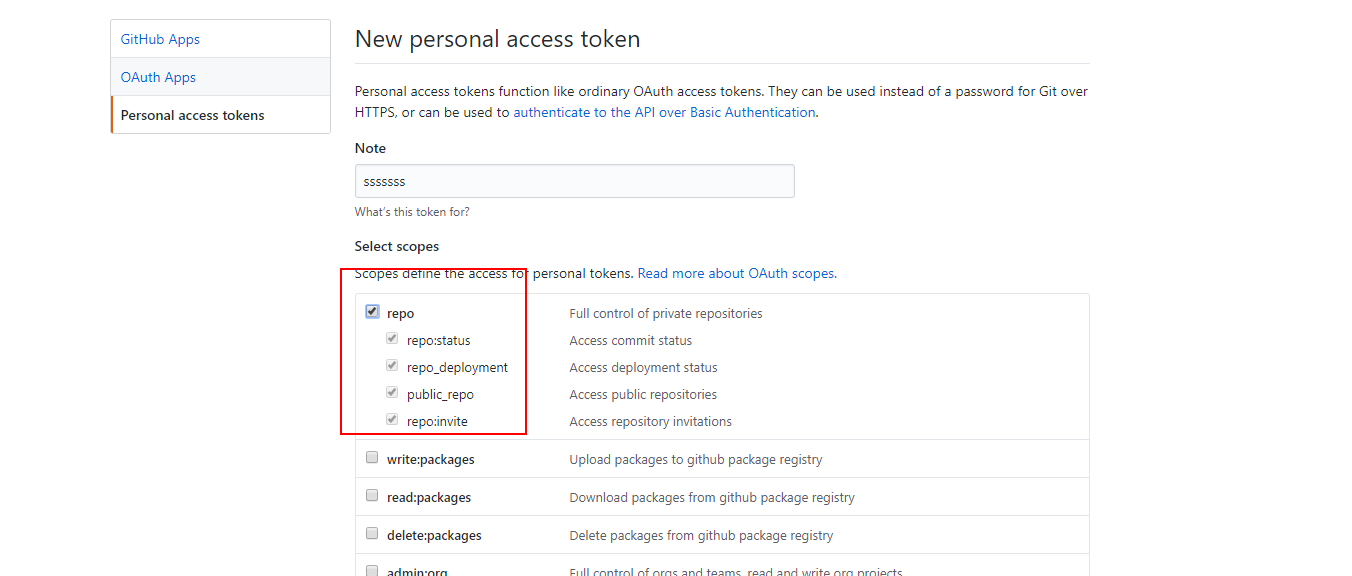 GitHub Apps
OAuth Apps
Personal access tokens
New personal access token
Personal access tokens function like ordinary OAuth access tokens. They can be used instead of a password for Git over
HTTPS, or can be used to authenticate to the API over Basic Authentication.
Note
sssssss
What's this token for?
Select scopes
Scopes define the access for personal tokens. Read more about OAuth scopes.
repo Full control of private repositories
repo:status Access commit status
repo_deployment Access deployment status
public_repo Access public repositories
repo:invite Access repository invitations
write:packages Upload packages to github package registry
read:packages Download packages from github package registry
delete:packages Delete packages from github package registry
admin:org Full control of orgs and teams, read and write org projects